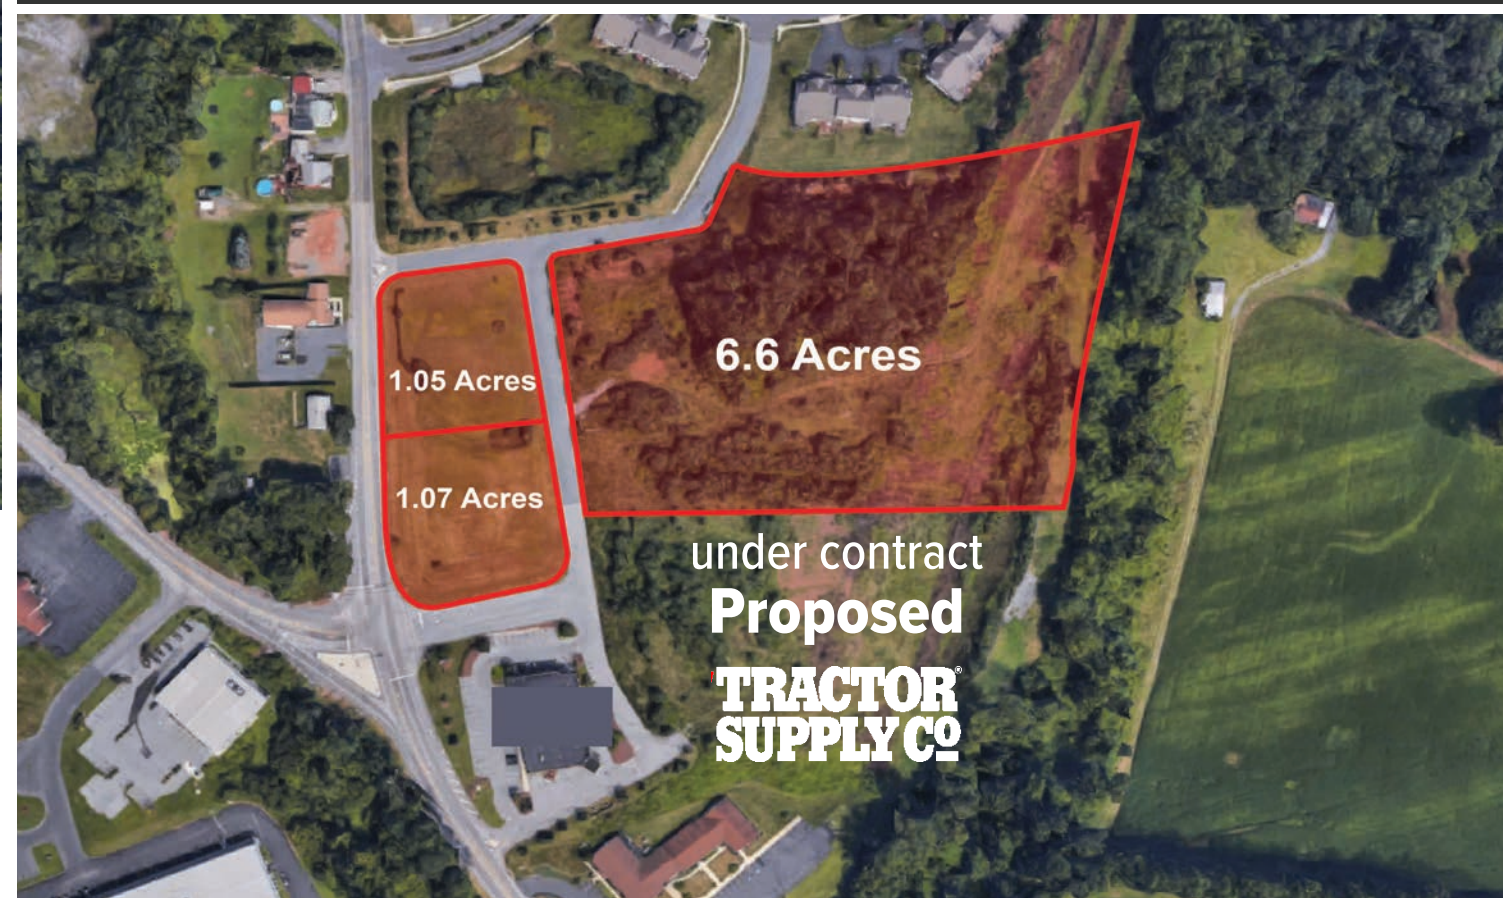 6.6 Acres
1.05 Acres
1.07 Acres
under contract
Proposed
TRACTOR®
SUPPLY CO